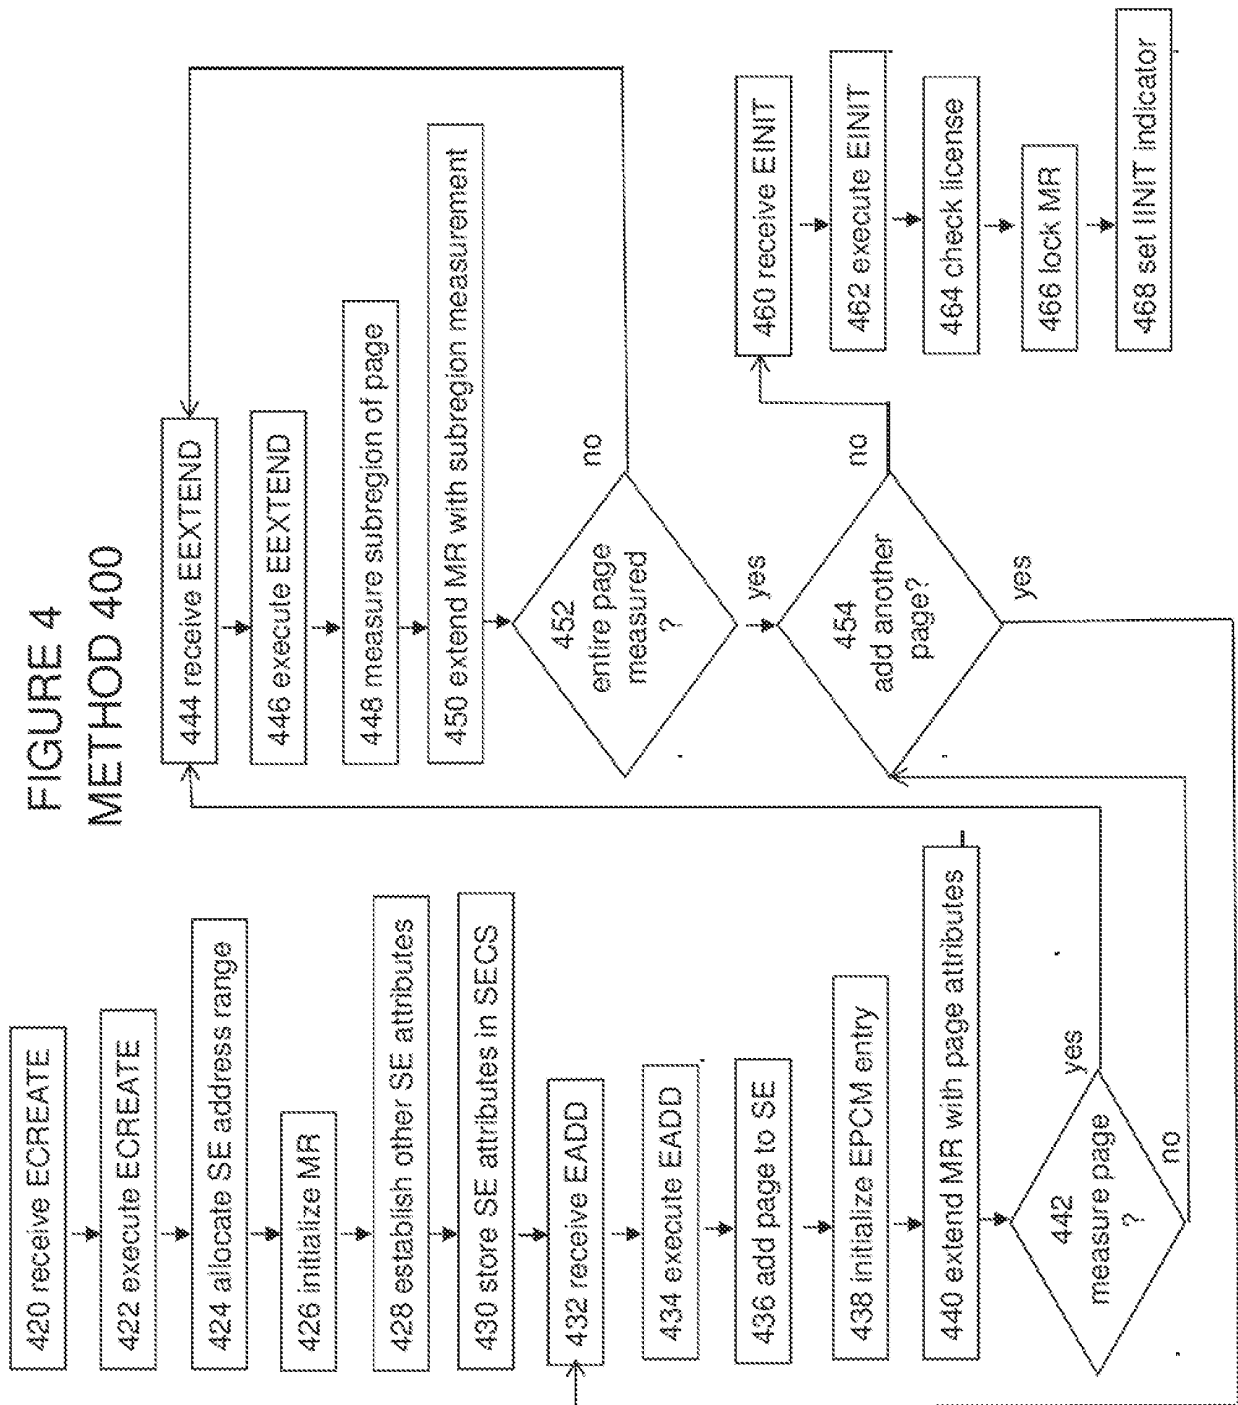 FIGURE 4
METHOD 400
420 receive ECREATE
422 execute ECREATE
424 allocate SE address range
426 initialize MR
428 establish other SE attributes
430 store SE attributes in SECS
432 receive EADD
434 execute EADD
436 add page to SE
438 initialize EPCM entry
440 extend MR with page attributes
442
measure page
?
yes
no
444 receive EEXTEND
446 execute EEXTEND
448 measure subregion of page
450 extend MR with subregion measurement
452
entire page
measured
?
no
yes
454
add another
page?
no
yes
460 receive EINIT
462 execute EINIT
464 check license
466 lock MR
468 set IINIT indicator